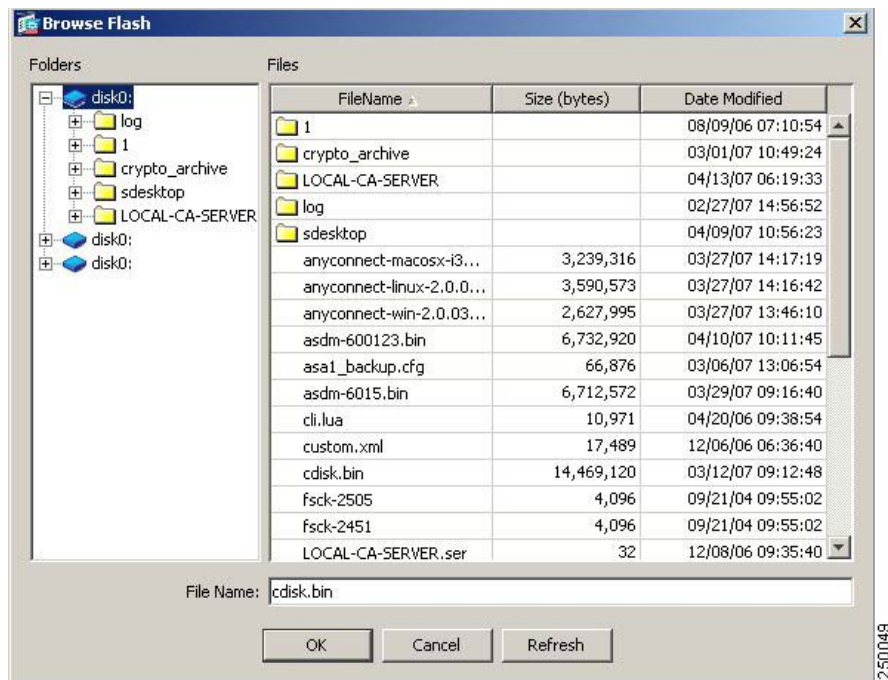 Browse Flash
Folders
Files
disk0:
log
1
crypto_archive
sdesktop
LOCAL-CA-SERVER
disk0:
disk0:
FileName Size (bytes) Date Modified
1 08/09/06 07:10:54
crypto_archive 03/01/07 10:49:24
LOCAL-CA-SERVER 04/13/07 06:19:33
log 02/27/07 14:56:52
sdesktop 04/09/07 10:56:23
anyconnect-macosx-i3... 3,239,316 03/27/07 14:17:19
anyconnect-linux-2.0.0... 3,590,573 03/27/07 14:16:42
anyconnect-win-2.0.03... 2,627,995 03/27/07 13:46:10
asdm-600123.bin 6,732,920 04/10/07 10:11:45
asa1_backup.cfg 66,876 03/06/07 13:06:54
asdm-6015.bin 6,712,572 03/29/07 09:16:40
cli.lua 10,971 04/20/06 09:38:54
custom.xml 17,489 12/06/06 06:36:40
cdisk.bin 14,469,120 03/12/07 09:12:48
fsck-2505 4,096 09/21/04 09:55:02
fsck-2451 4,096 09/21/04 09:55:02
LOCAL-CA-SERVER.ser 32 12/08/06 09:35:40
File Name: cdisk.bin
OK Cancel Refresh
250049